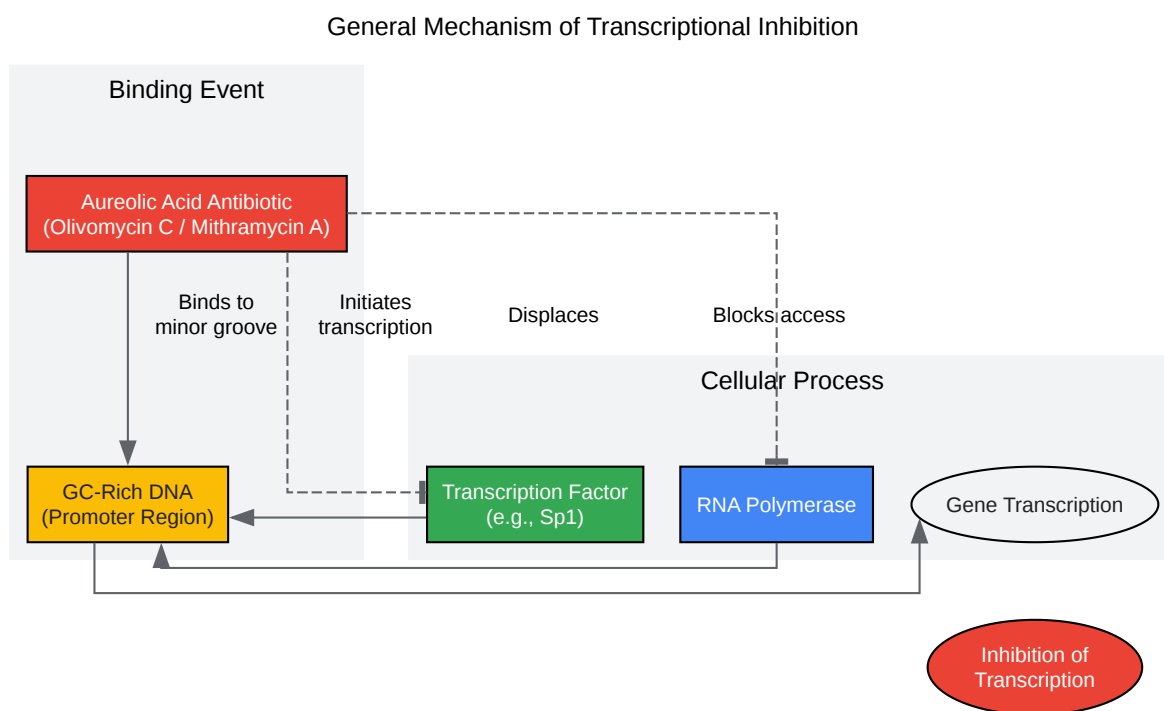 General Mechanism of Transcriptional Inhibition
Binding Event
Aureolic Acid Antibiotic
(Olivomycin C / Mithramycin A)
Binds to
minor groove
Initiates
transcription
Displaces
Blocks access
Cellular Process
GC-Rich DNA
(Promoter Region)
Transcription Factor
(e.g., Sp1)
RNA Polymerase
Gene Transcription
Inhibition of
Transcription